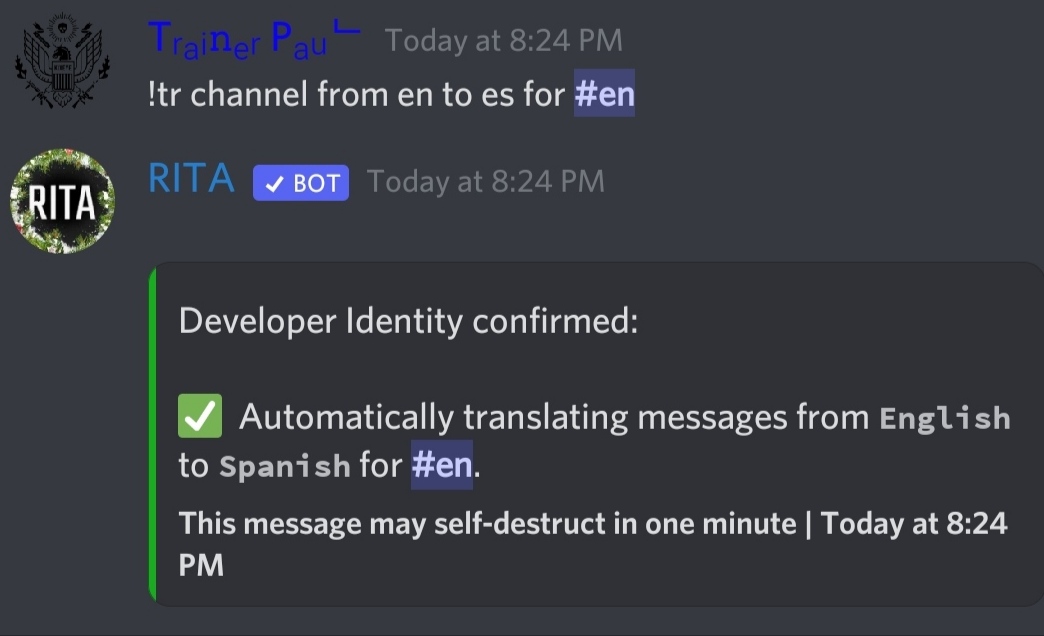 Trainer Pau∟ Today at 8:24 PM
!tr channel from en to es for #en
RITA
RITA ✓ BOT Today at 8:24 PM
Developer Identity confirmed:
✅ Automatically translating messages from English
to Spanish for #en.
This message may self-destruct in one minute | Today at 8:24
PM